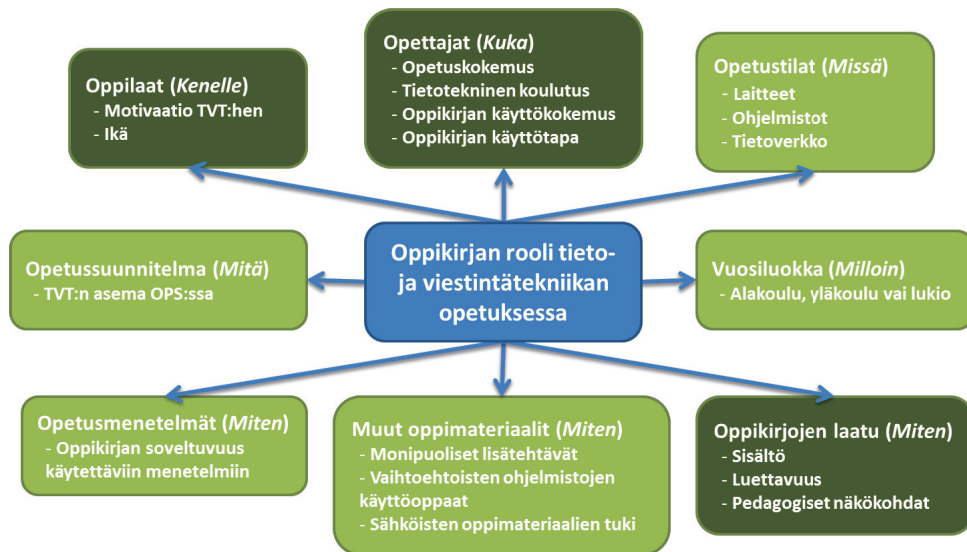 Oppilaat (Kenelle)
- Motivaatio TVT:hen
- Ikä
Opettajat (Kuka)
- Opetuskokemus
- Tietotekninen koulutus
- Oppikirjan käyttökokemus
- Oppikirjan käyttötapa
Opetustilat (Missä)
- Laitteet
- Ohjelmistot
- Tietoverkko
Opetussuunnitelma (Mitä)
- TVT:n asema OPS:ssa
Oppikirjan rooli tieto-
ja viestintätekniikan
opetuksessa
Vuosiluokka (Milloin)
- Alakoulu, yläkoulu vai lukio
Opetusmenetelmät (Miten)
- Oppikirjan soveltuvuus
käytettäviin menetelmiin
Muut oppimateriaalit (Miten)
- Monipuoliset lisätehtävät
- Vaihtoehtoisten ohjelmistojen
käyttöoppaat
- Sähköisten oppimateriaalien tuki
Oppikirjojen laatu (Miten)
- Sisältö
- Luettavuus
- Pedagogiset näkökohdat